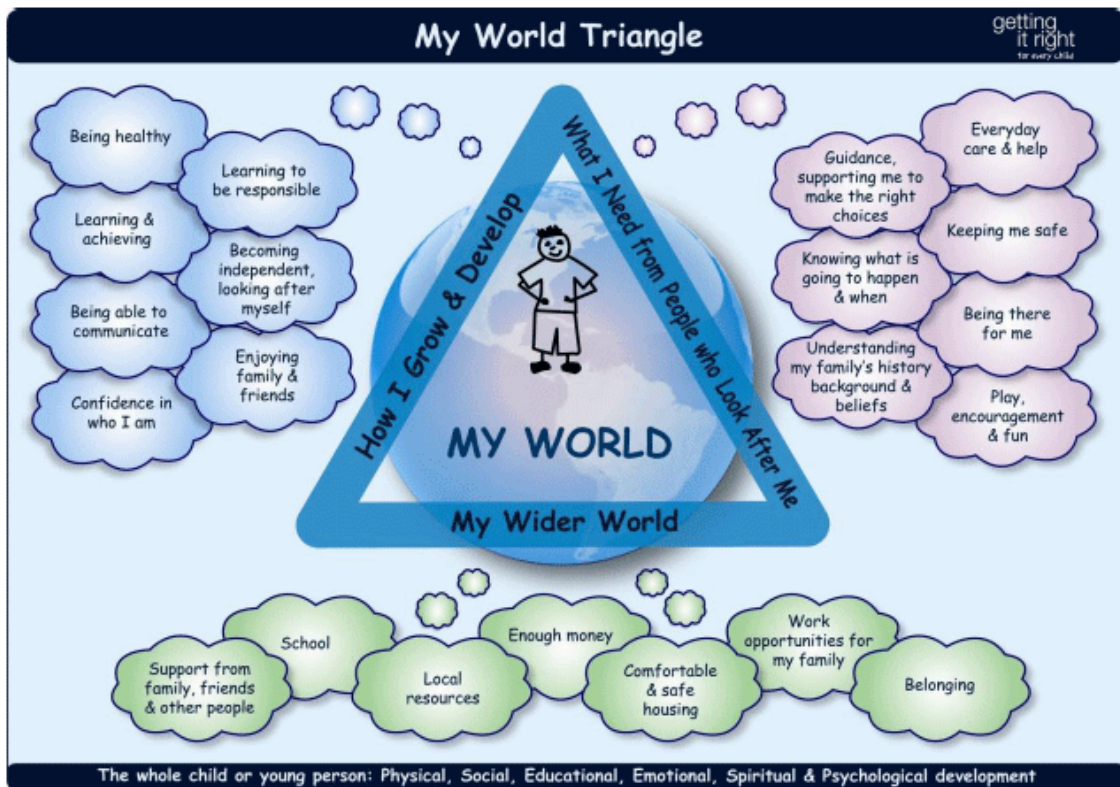 My World Triangle
getting
it right
for every child
Being healthy
Learning to
be responsible
Learning &
achieving
Becoming
independent,
looking after
myself
Being able to
communicate
Enjoying
family &
friends
Confidence in
who I am
How I Grow & Develop
What I Need from People who Look After Me
MY WORLD
My Wider World
Everyday
care & help
Guidance,
supporting me to
make the right
choices
Keeping me safe
Knowing what is
going to happen
& when
Being there
for me
Understanding
my family's history
background &
beliefs
Play,
encouragement
& fun
Support from
family, friends
& other people
School
Local
resources
Enough money
Comfortable
& safe
housing
Work
opportunities for
my family
Belonging
The whole child or young person: Physical, Social, Educational, Emotional, Spiritual & Psychological development